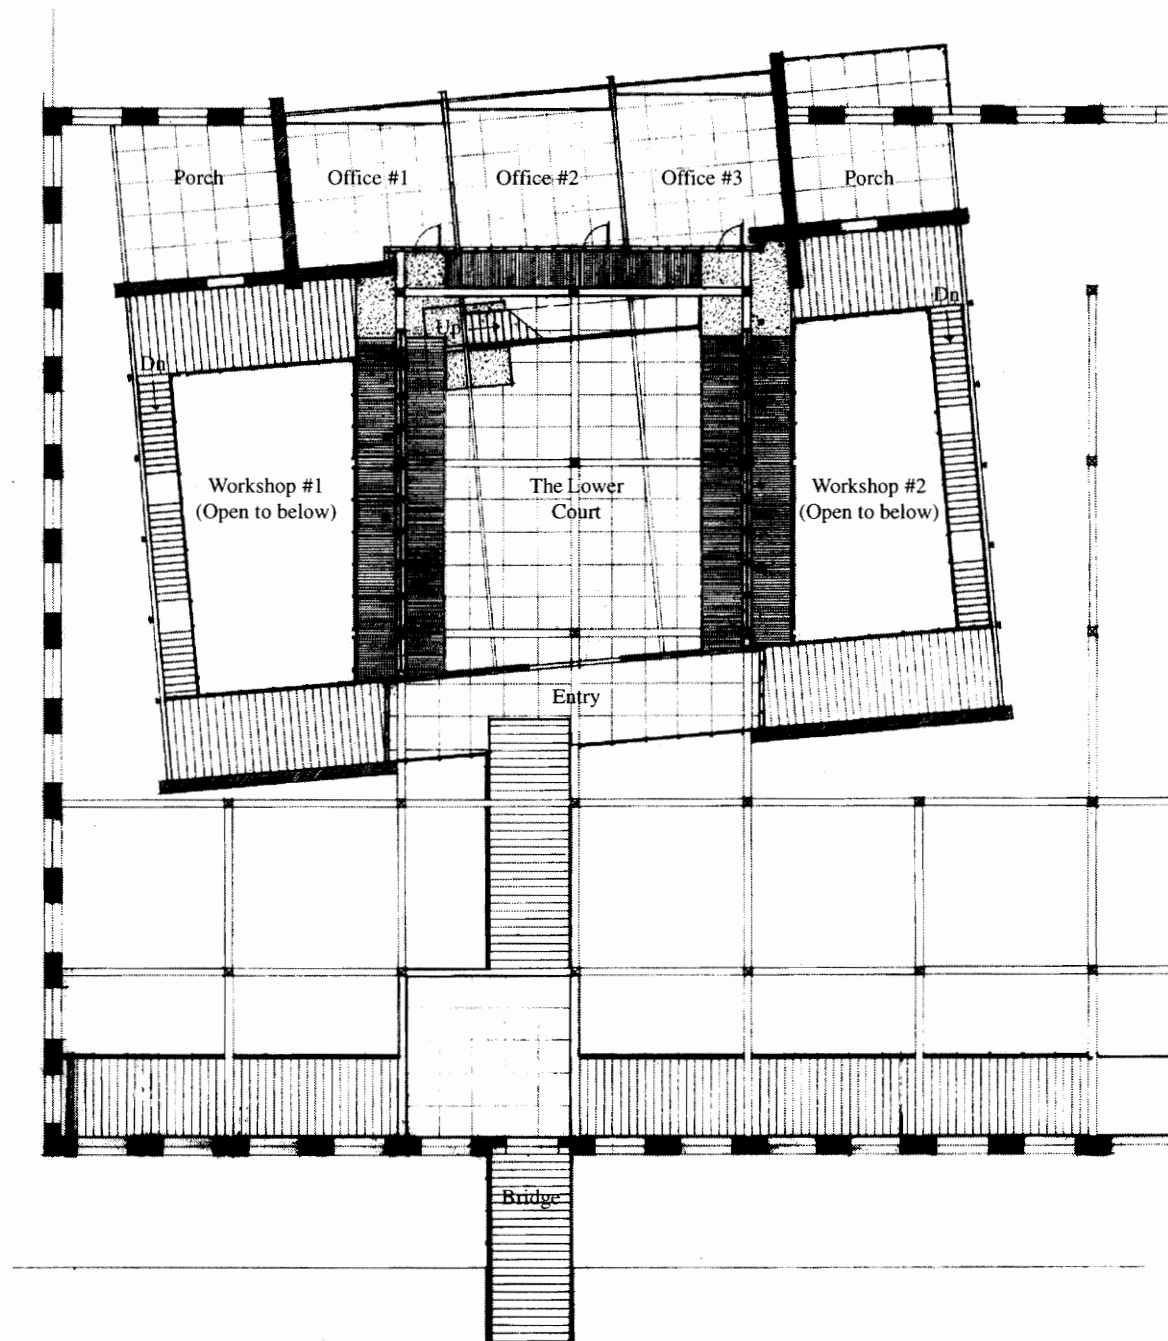 Porch
Office #1
Office #2
Office #3
Porch
Dn
Up
Dn
Workshop #1
(Open to below)
The Lower
Court
Workshop #2
(Open to below)
Entry
Bridge